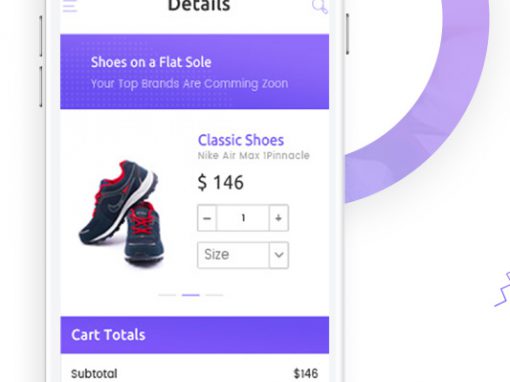 Details
Shoes on a Flat Sole
Your Top Brands Are Comming Zoon
Classic Shoes
Nike Air Max 1Pinnacle
$ 146
– 1 +
Size
Cart Totals
Subtotal $146